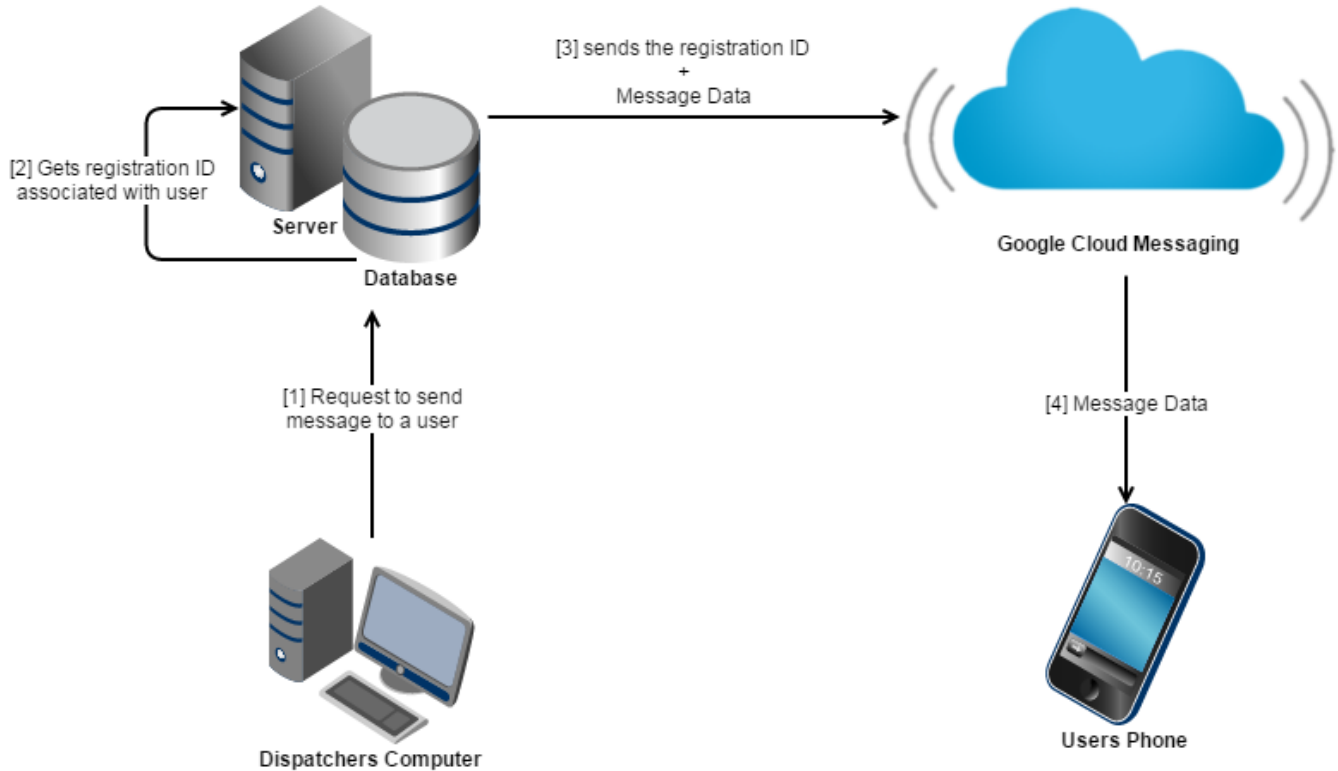 [3] sends the registration ID
+
Message Data
[2] Gets registration ID
associated with user
Server
Database
Google Cloud Messaging
[1] Request to send
message to a user
[4] Message Data
10:15
Users Phone
Dispatchers Computer